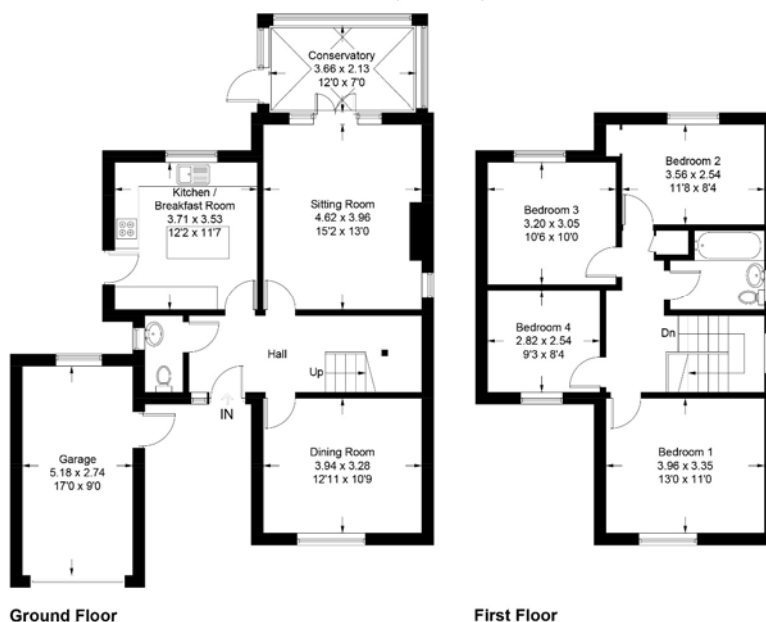 Conservatory
3.66 x 2.13
12'0 x 7'0
Kitchen /
Breakfast Room
3.71 x 3.53
12'2 x 11'7
Sitting Room
4.62 x 3.96
15'2 x 13'0
Hall
Up
IN
Garage
5.18 x 2.74
17'0 x 9'0
Dining Room
3.94 x 3.28
12'11 x 10'9
Ground Floor
Bedroom 2
3.56 x 2.54
11'8 x 8'4
Bedroom 3
3.20 x 3.05
10'6 x 10'0
Bedroom 4
2.82 x 2.54
9'3 x 8'4
Dn
Bedroom 1
3.96 x 3.35
13'0 x 11'0
First Floor